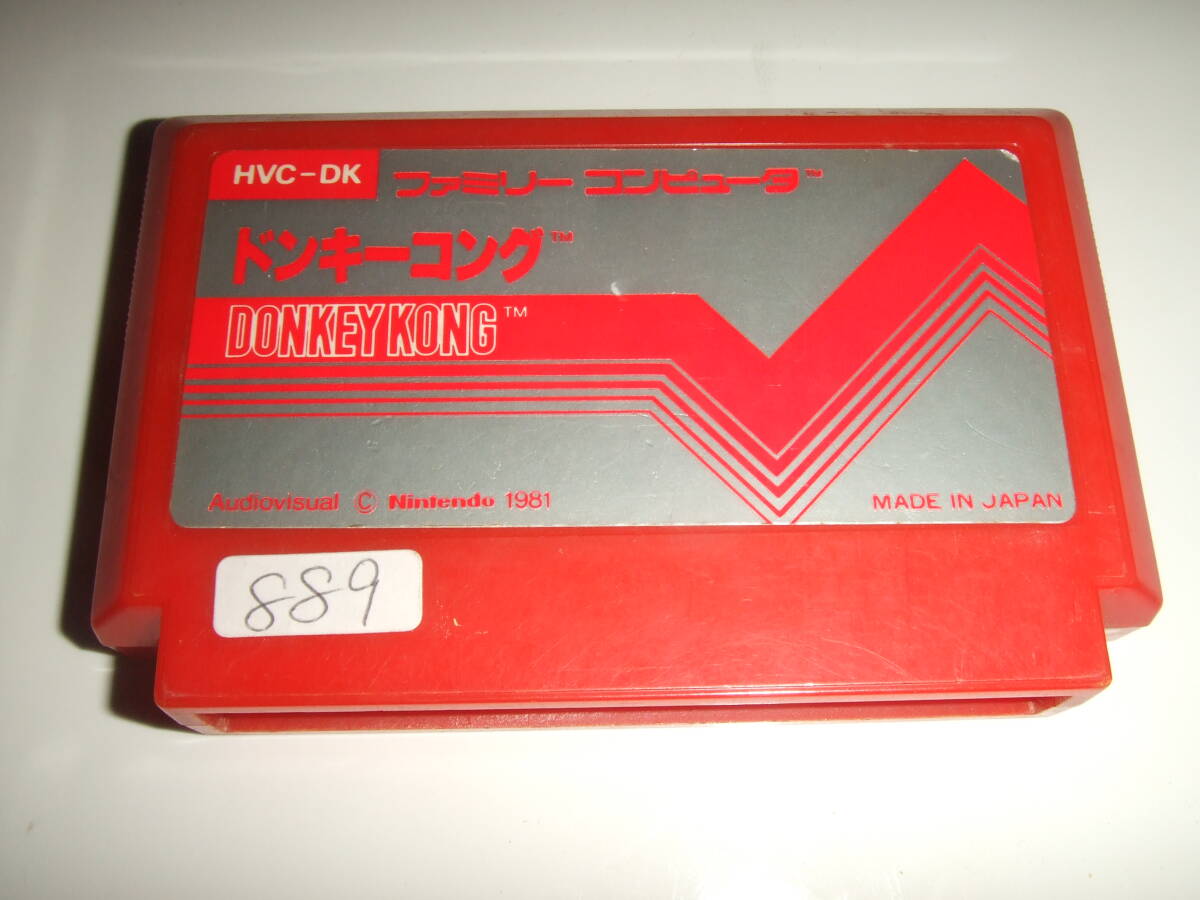 HVC-DK
ファミリー コンピュータ™
ドンキーコング™
DONKEY KONG™
Audiovisual © Nintendo 1981
MADE IN JAPAN
889